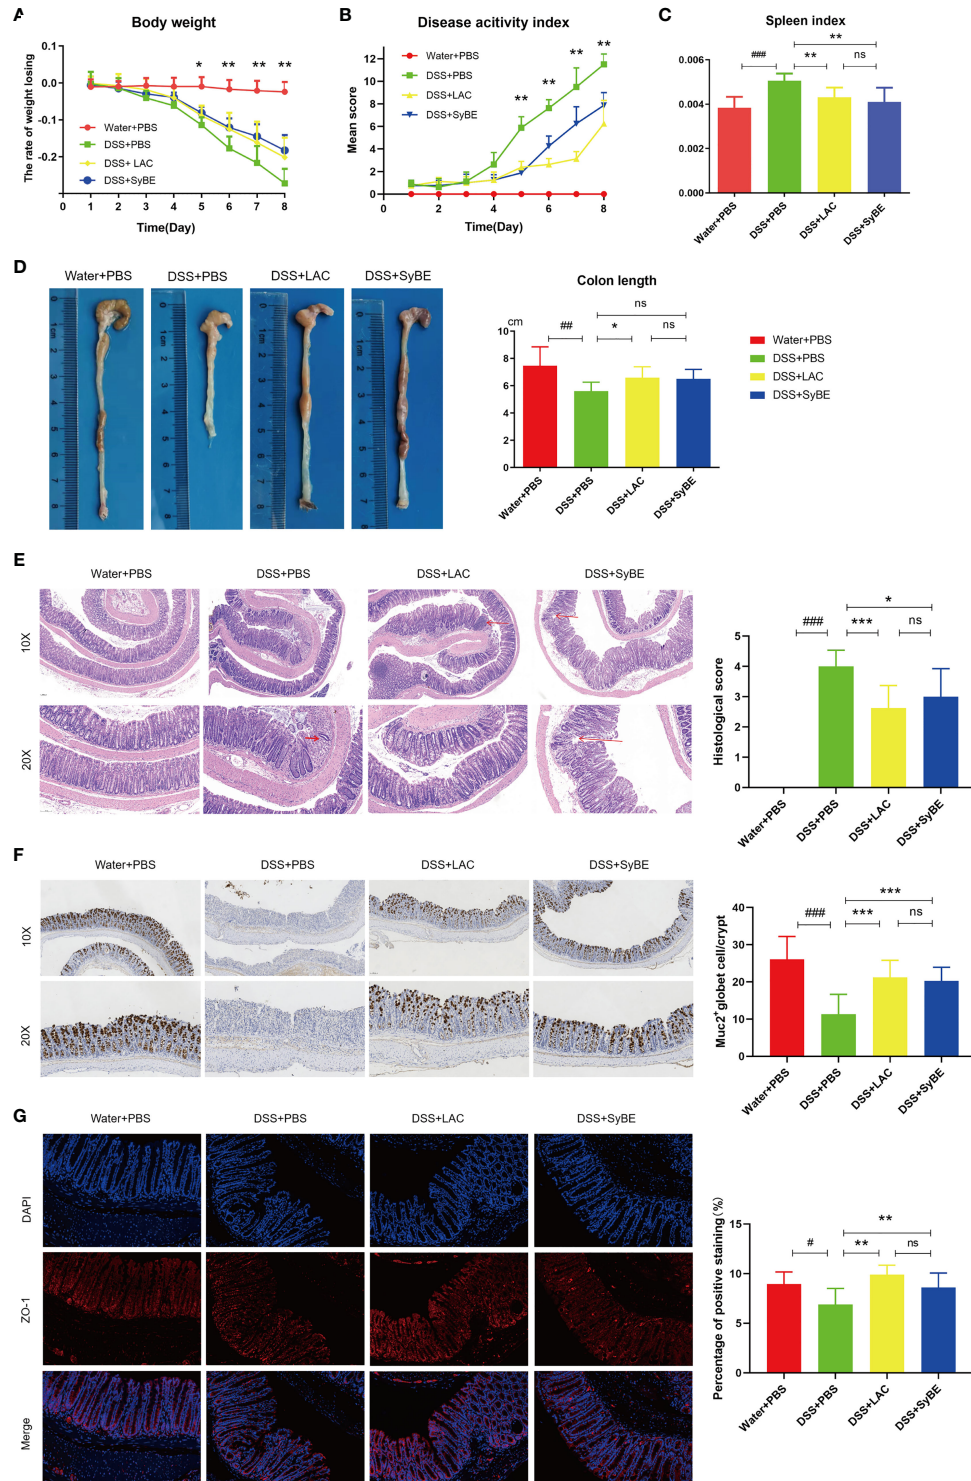 A
Body weight
0.1
0.0
-0.1
-0.2
The rate of weight losing
* ** ** **
Water+PBS
DSS+PBS
DSS+ LAC
DSS+SyBE
0 1 2 3 4 5 6 7 8
Time(Day)
B
Disease acitivity index
12
10
8
6
4
2
0
Mean score
Water+PBS
DSS+PBS
DSS+LAC
DSS+SyBE
** ** ** **
0 1 2 3 4 5 6 7 8
Time(Day)
C
Spleen index
**
### ** ns
0.006
0.004
0.002
0.000
Water+PBS
DSS+PBS
DSS+LAC
DSS+SyBE
D
Water+PBS DSS+PBS DSS+LAC DSS+SyBE
Colon length
cm
ns
## * ns
10
8
6
4
2
0
Water+PBS
DSS+PBS
DSS+LAC
DSS+SyBE
Water+PBS
DSS+PBS
DSS+LAC
DSS+SyBE
E
Water+PBS DSS+PBS DSS+LAC DSS+SyBE
10X
20X
*
### *** ns
5
4
3
2
1
0
Histological score
Water+PBS
DSS+PBS
DSS+LAC
DSS+SyBE
F
Water+PBS DSS+PBS DSS+LAC DSS+SyBE
10X
20X
***
### *** ns
40
30
20
10
0
Muc2+ globet cell/crypt
Water+PBS
DSS+PBS
DSS+LAC
DSS+SyBE
G
Water+PBS DSS+PBS DSS+LAC DSS+SyBE
DAPI
ZO-1
Merge
**
# ** ns
15
10
5
0
Percentage of positive staining(%)
Water+PBS
DSS+PBS
DSS+LAC
DSS+SyBE